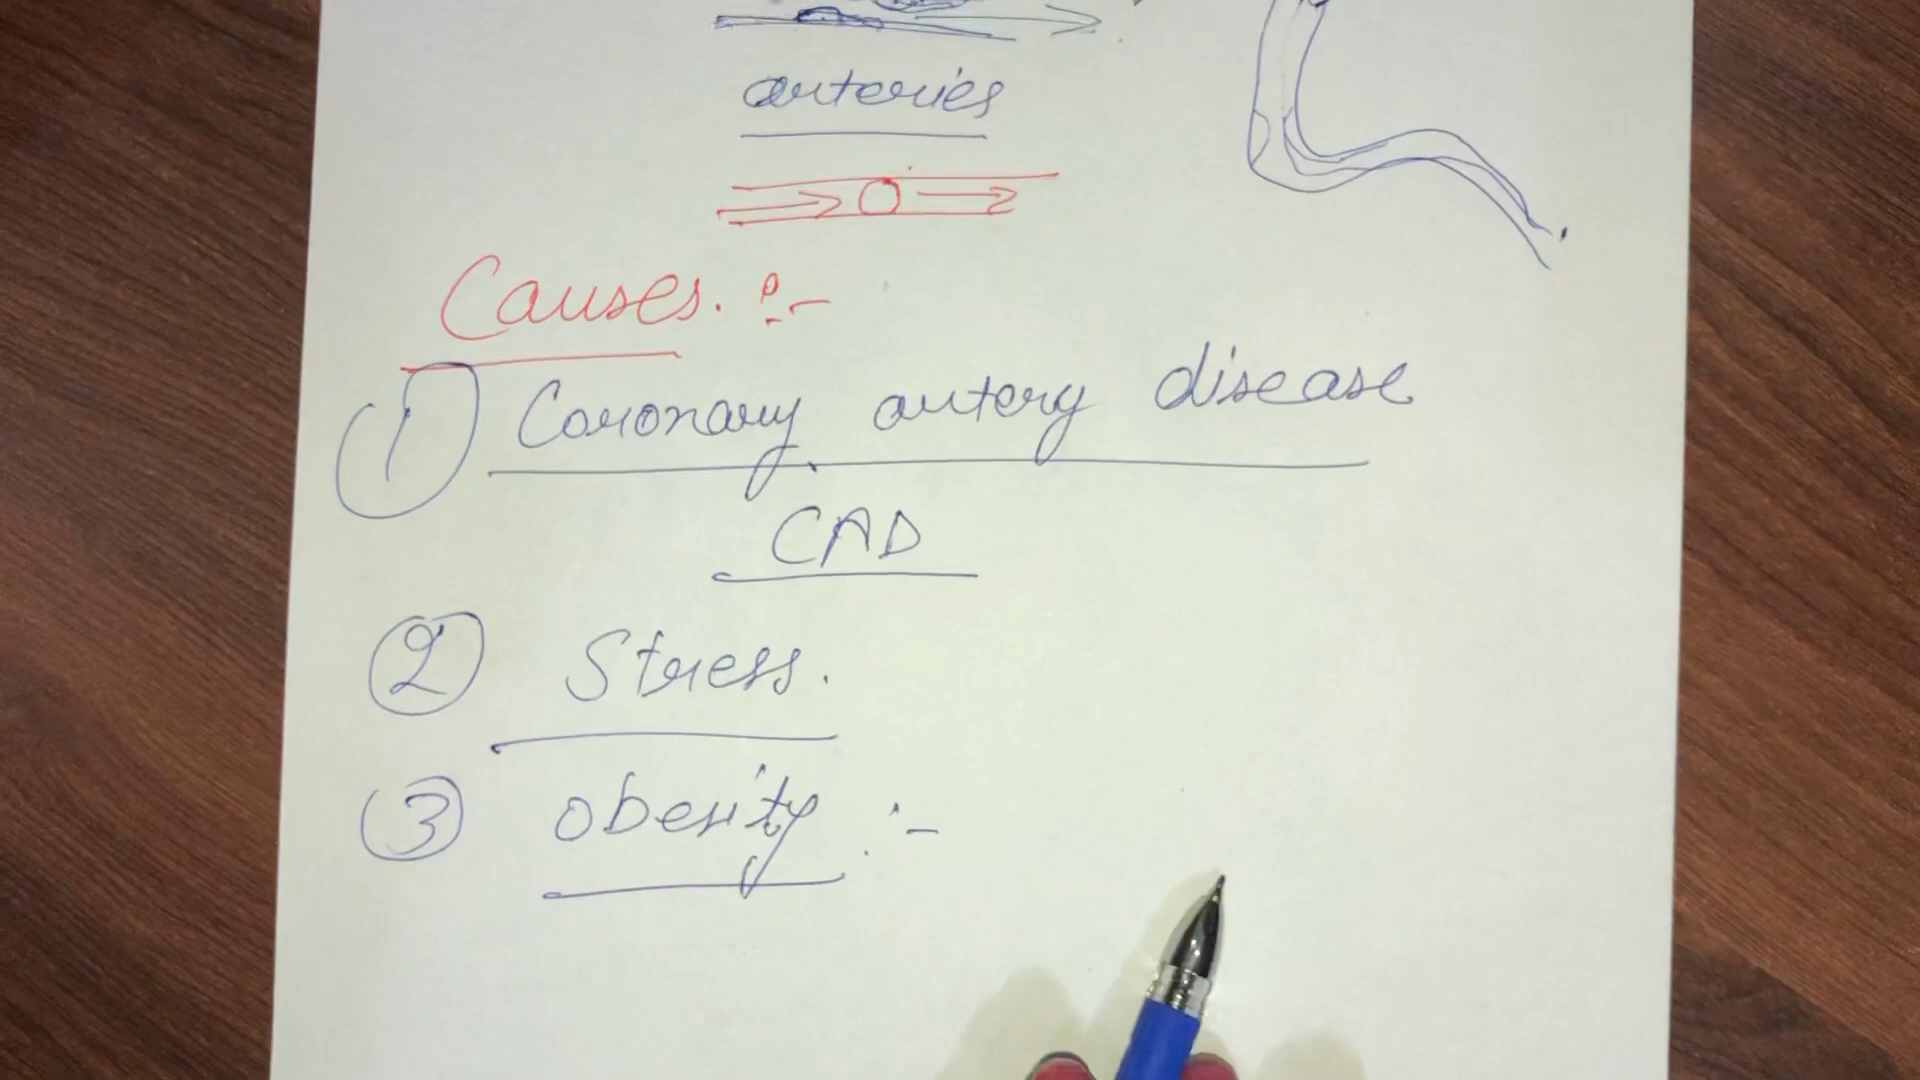 arteries
Causes. :-
1 Coronary artery disease
CAD
2 Stress.
3 obesity :-